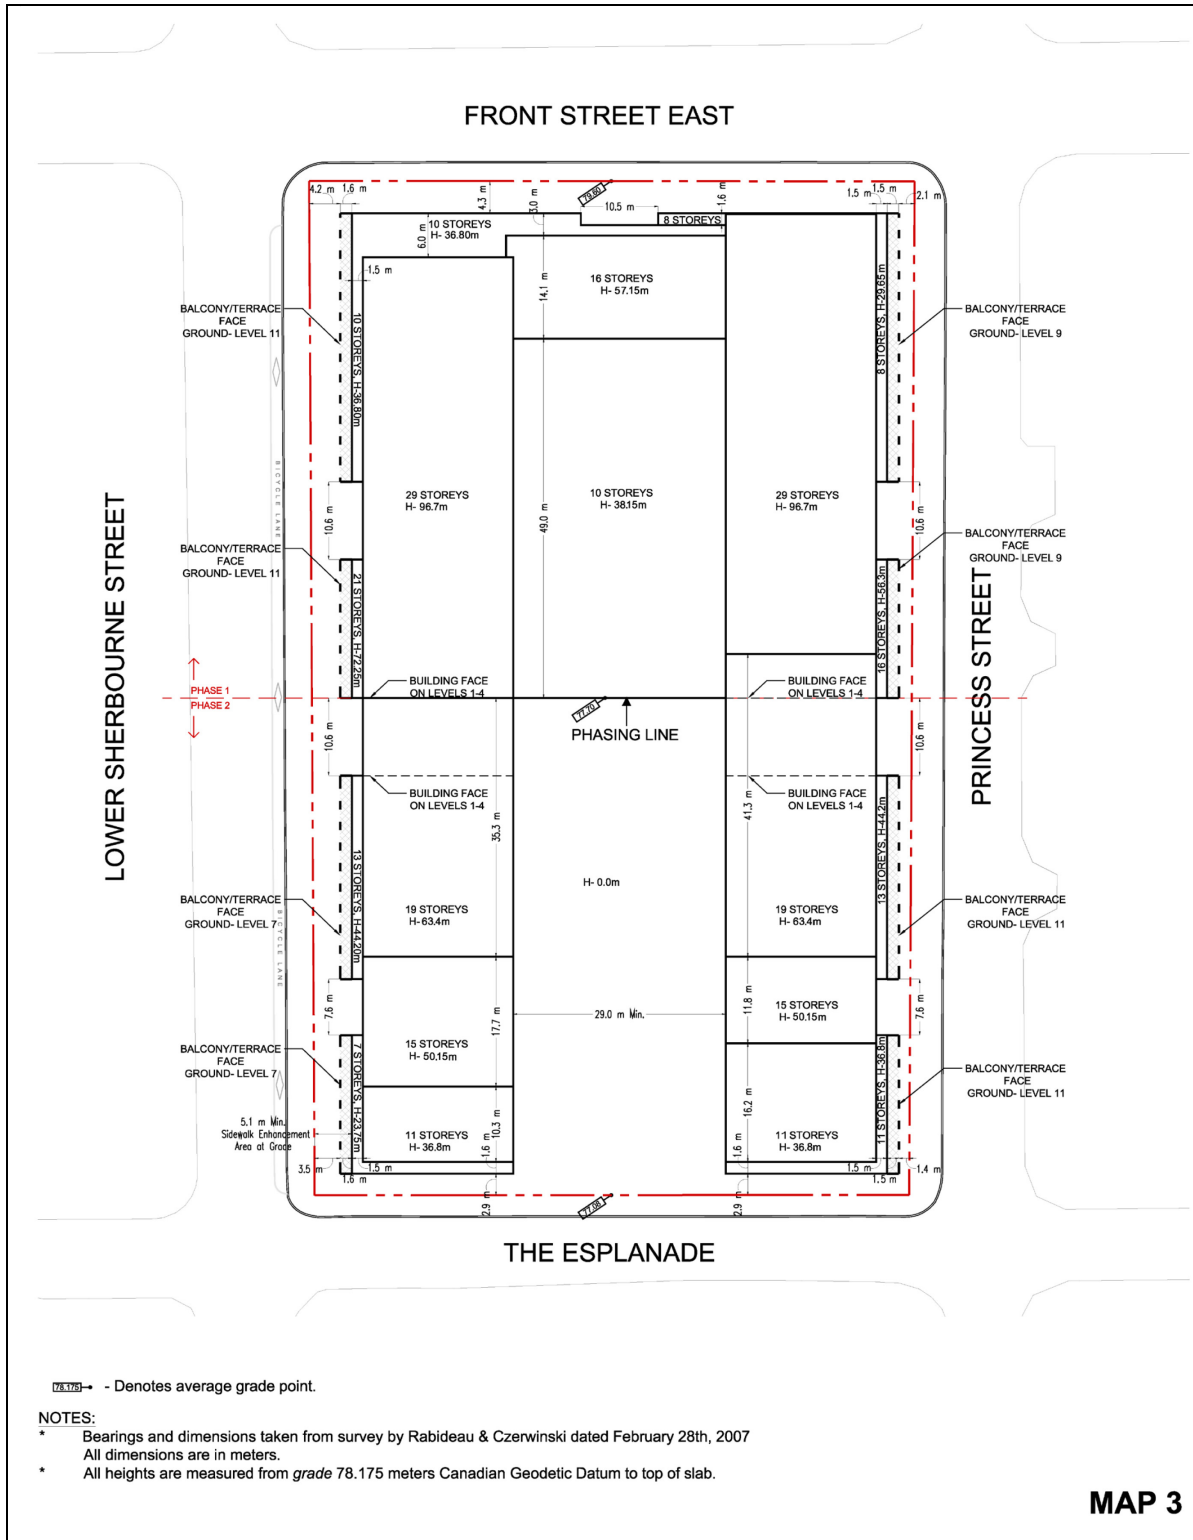 FRONT STREET EAST
4.2 m
1.6 m
4.3 m
3.0 m
79.60
10.5 m
1.6 m
1.5 m
1.5 m
2.1 m
10 STOREYS
H- 36.80m
8 STOREYS
6.0 m
1.5 m
14.1 m
16 STOREYS
H- 57.15m
BALCONY/TERRACE
FACE
GROUND- LEVEL 11
10 STOREYS, H-36.80m
8 STOREYS, H-29.65m
BALCONY/TERRACE
FACE
GROUND- LEVEL 9
BICYCLE LANE
29 STOREYS
H- 96.7m
10 STOREYS
H- 38.15m
29 STOREYS
H- 96.7m
10.6 m
49.0 m
10.6 m
LOWER SHERBOURNE STREET
BALCONY/TERRACE
FACE
GROUND- LEVEL 11
BALCONY/TERRACE
FACE
GROUND- LEVEL 9
21 STOREYS, H-72.25m
16 STOREYS, H-56.3m
PRINCESS STREET
PHASE 1
PHASE 2
BUILDING FACE
ON LEVELS 1-4
BUILDING FACE
ON LEVELS 1-4
77.70
PHASING LINE
10.6 m
10.6 m
BUILDING FACE
ON LEVELS 1-4
BUILDING FACE
ON LEVELS 1-4
35.3 m
41.3 m
H- 0.0m
13 STOREYS, H-44.20m
13 STOREYS, H-44.2m
BALCONY/TERRACE
FACE
GROUND- LEVEL 7
19 STOREYS
H- 63.4m
19 STOREYS
H- 63.4m
BALCONY/TERRACE
FACE
GROUND- LEVEL 11
BICYCLE LANE
7.6 m
17.7 m
29.0 m Min.
11.8 m
15 STOREYS
H- 50.15m
7.6 m
15 STOREYS
H- 50.15m
BALCONY/TERRACE
FACE
GROUND- LEVEL 7
7 STOREYS, H-23.75m
11 STOREYS, H-36.8m
BALCONY/TERRACE
FACE
GROUND- LEVEL 11
5.1 m Min.
Sidewalk Enhancement
Area at Grade
10.3 m
16.2 m
11 STOREYS
H- 36.8m
11 STOREYS
H- 36.8m
1.6 m
1.6 m
3.5 m
1.5 m
1.6 m
1.5 m
1.4 m
1.5 m
2.9 m
77.08
2.9 m
THE ESPLANADE
78.175 - Denotes average grade point.
NOTES:
* Bearings and dimensions taken from survey by Rabideau & Czerwinski dated February 28th, 2007
All dimensions are in meters.
* All heights are measured from grade 78.175 meters Canadian Geodetic Datum to top of slab.
MAP 3